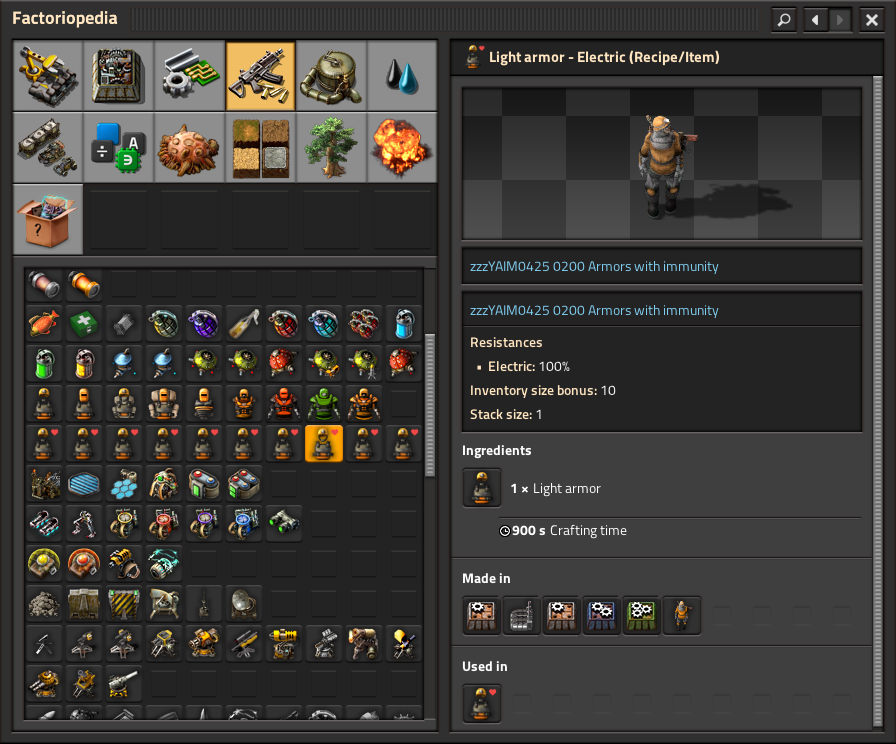 Factoriopedia
Light armor - Electric (Recipe/Item)
A
?
zzzYAIM0425 0200 Armors with immunity
zzzYAIM0425 0200 Armors with immunity
Resistances
• Electric: 100%
Inventory size bonus: 10
Stack size: 1
Ingredients
1 × Light armor
900 s Crafting time
Made in
Used in